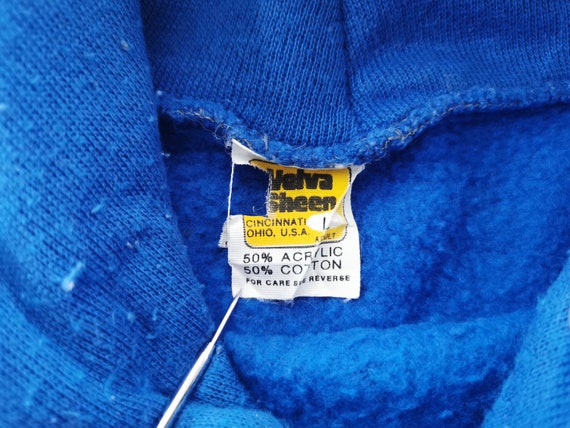 Velva
Sheen
CINCINNATI
OHIO, U.S.A.
ADULT
50% ACRYLIC
50% COTTON
FOR CARE SEE REVERSE